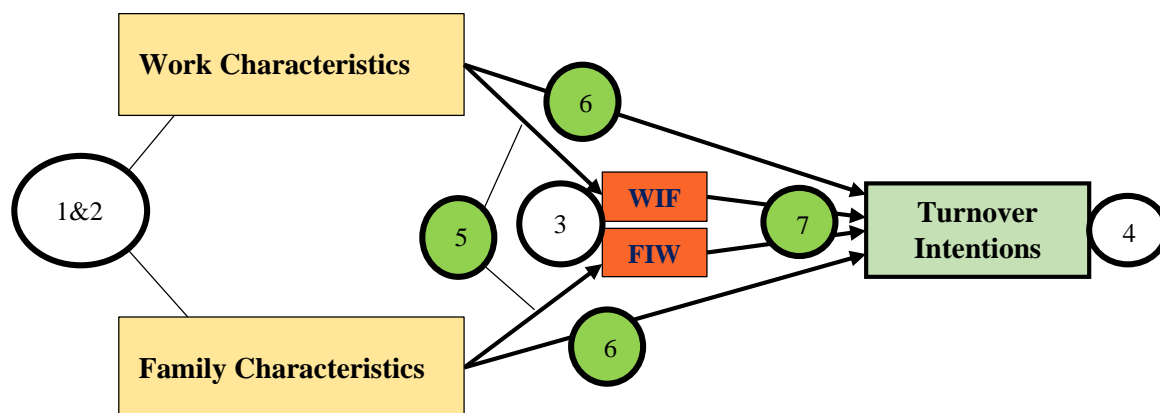 Work Characteristics
6
1&2
3
WIF
5
7
Turnover
Intentions
4
FIW
6
Family Characteristics